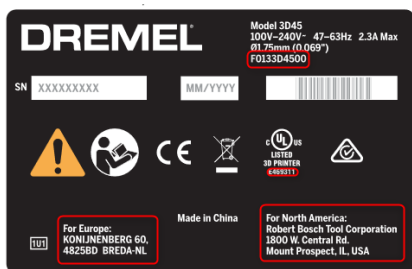 DREMEL
Model 3D45
100V-240V~ 47-63Hz 2.3A Max
Ø1.75mm (0.069")
F0133D4500
SN XXXXXXXXX
MM/YYYY
CE
C UL US
LISTED
3D PRINTER
E469311
Made in China
1U1
For Europe:
KONIJNENBERG 60,
4825BD BREDA-NL
For North America:
Robert Bosch Tool Corporation
1800 W. Central Rd.
Mount Prospect, IL, USA